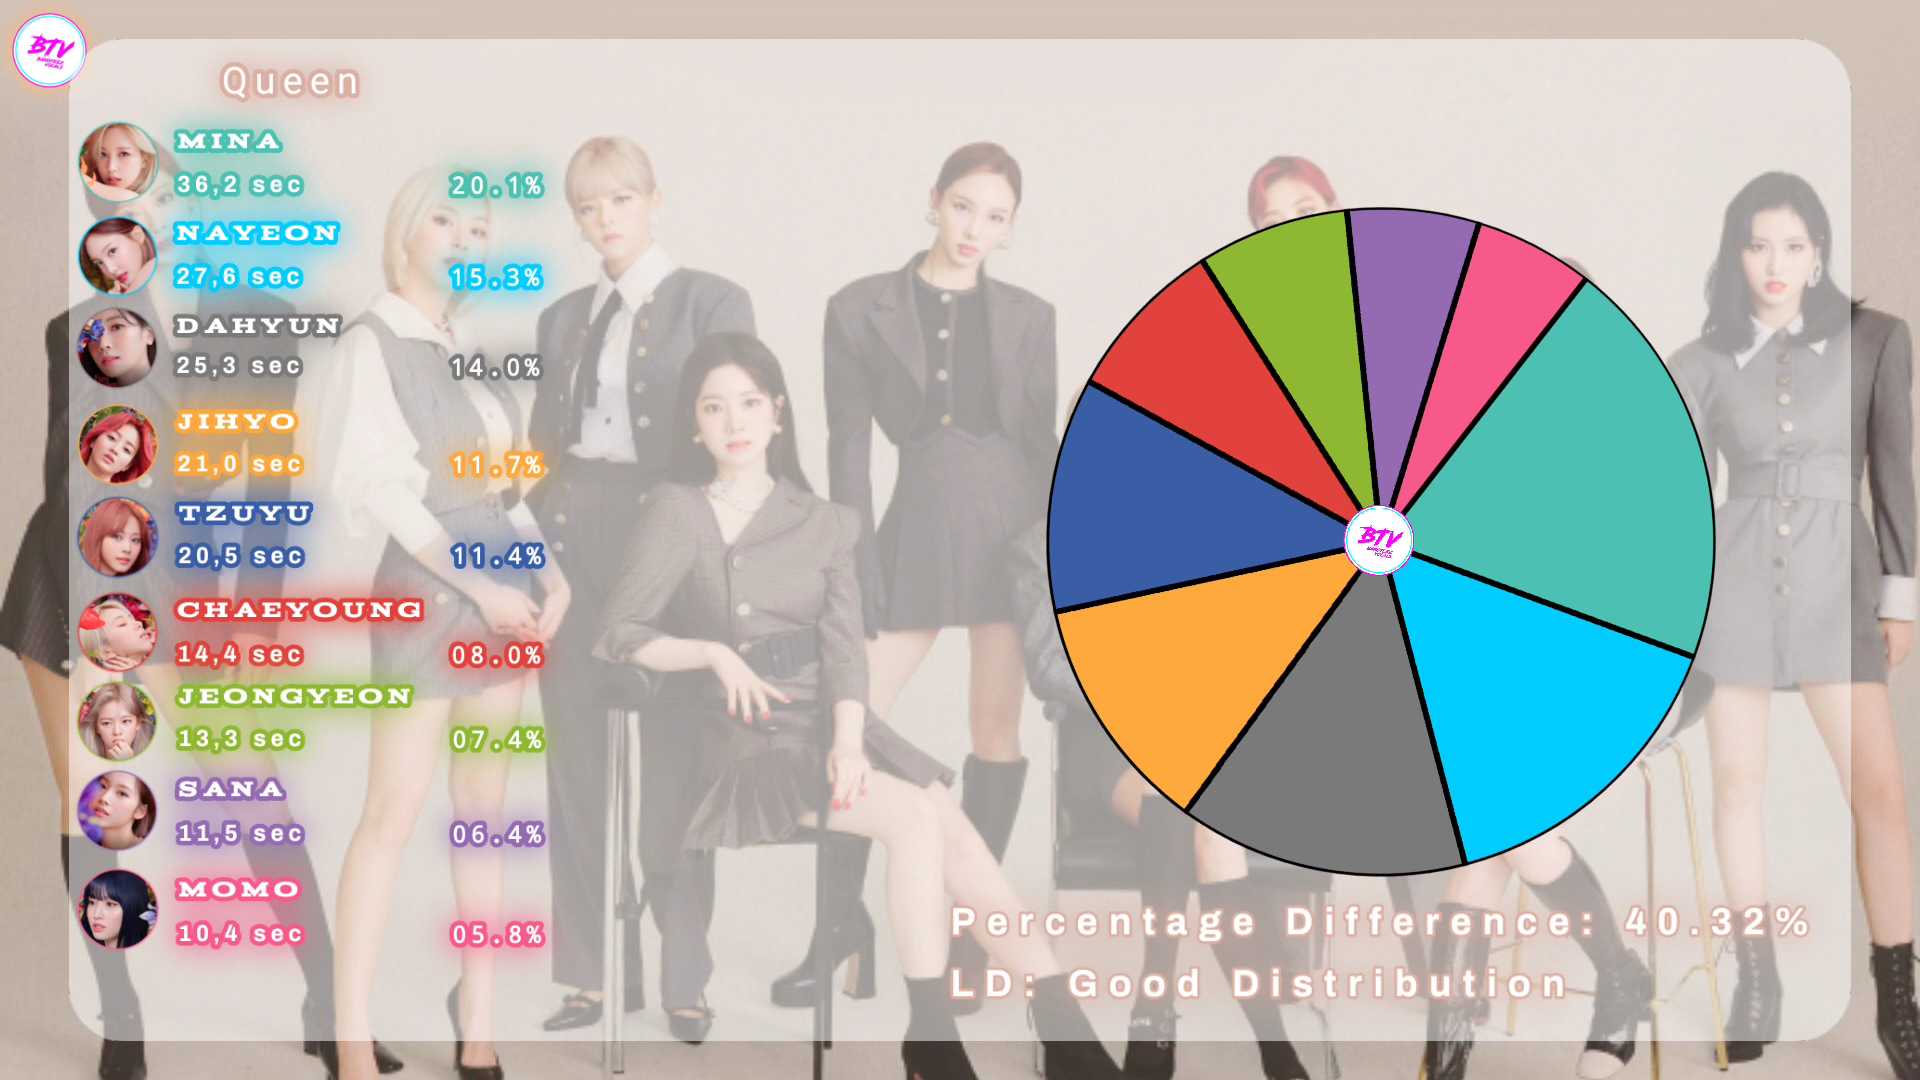 BTV
Queen
MINA
36,2 sec 20.1%
NAYEON
27,6 sec 15.3%
DAHYUN
25,3 sec 14.0%
JIHYO
21,0 sec 11.7%
TZUYU
20,5 sec 11.4%
CHAEYOUNG
14,4 sec 08.0%
JEONGYEON
13,3 sec 07.4%
SANA
11,5 sec 06.4%
MOMO
10,4 sec 05.8%
BTV
Percentage Difference: 40.32%
LD: Good Distribution